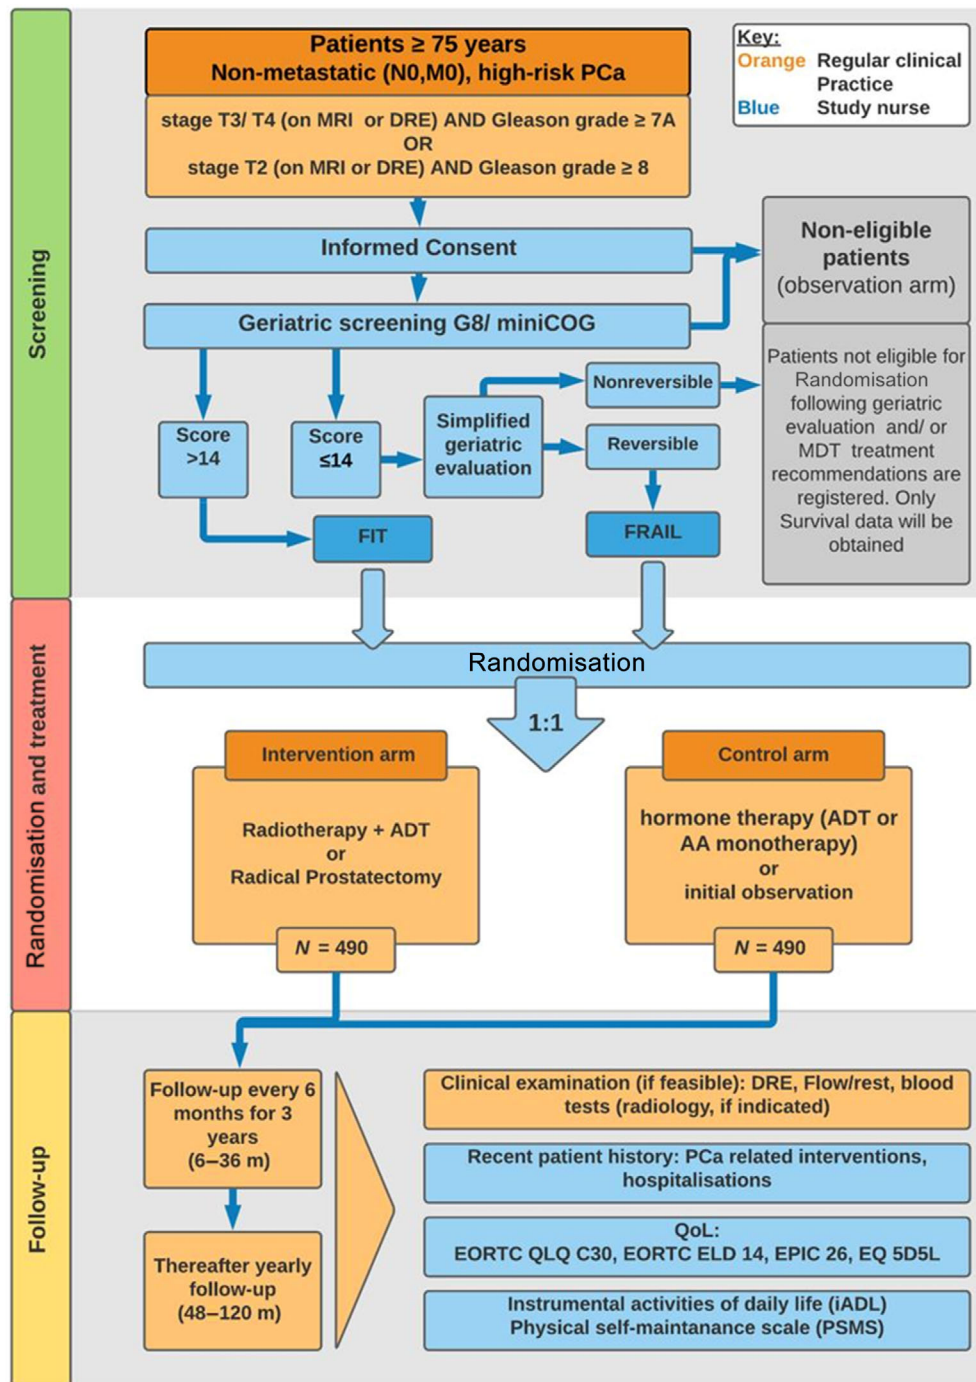 Patients ≥ 75 years
Non-metastatic (N0,M0), high-risk PCa
stage T3/ T4 (on MRI or DRE) AND Gleason grade ≥ 7A
OR
stage T2 (on MRI or DRE) AND Gleason grade ≥ 8
Key:
Orange Regular clinical
Practice
Blue Study nurse
Screening
Informed Consent
Geriatric screening G8/ miniCOG
Non-eligible
patients
(observation arm)
Patients not eligible for
Randomisation
following geriatric
evaluation and/ or
MDT treatment
recommendations are
registered. Only
Survival data will be
obtained
Score
>14
Score
≤14
Simplified
geriatric
evaluation
Nonreversible
Reversible
FIT
FRAIL
Randomisation and treatment
Randomisation
1:1
Intervention arm
Radiotherapy + ADT
or
Radical Prostatectomy
N = 490
Control arm
hormone therapy (ADT or
AA monotherapy)
or
initial observation
N = 490
Follow-up
Follow-up every 6
months for 3
years
(6–36 m)
Thereafter yearly
follow-up
(48–120 m)
Clinical examination (if feasible): DRE, Flow/rest, blood
tests (radiology, if indicated)
Recent patient history: PCa related interventions,
hospitalisations
QoL:
EORTC QLQ C30, EORTC ELD 14, EPIC 26, EQ 5D5L
Instrumental activities of daily life (iADL)
Physical self-maintanance scale (PSMS)